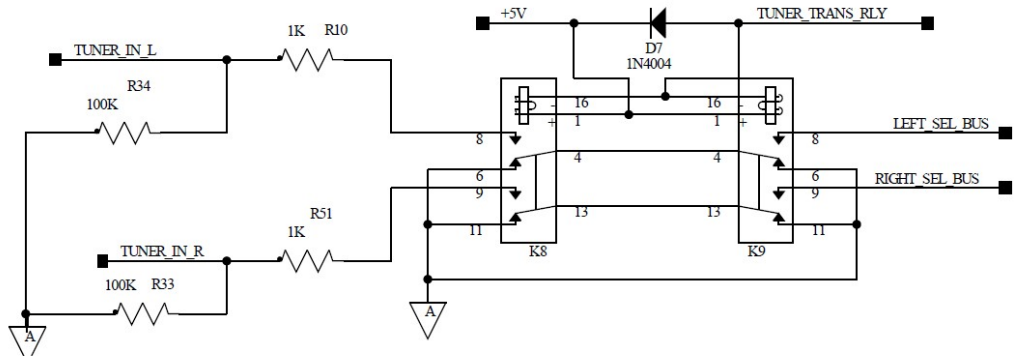 +5V
TUNER_TRANS_RLY
D7
1N4004
1K R10
TUNER_IN_L
R34
100K
16 16
- -
1 1
+ +
8 8
LEFT_SEL_BUS
4 4
6 6
9 9
RIGHT_SEL_BUS
R51
1K
13 13
11 11
K8 K9
TUNER_IN_R
100K R33
A
A